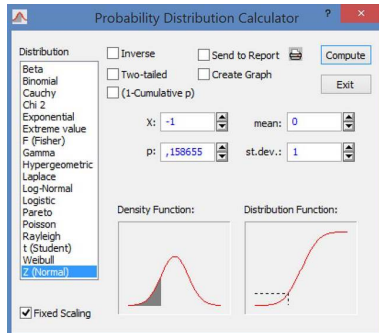 Probability Distribution Calculator ? ×
Distribution
Beta
Binomial
Cauchy
Chi 2
Exponential
Extreme value
F (Fisher)
Gamma
Hypergeometric
Laplace
Log-Normal
Logistic
Pareto
Poisson
Rayleigh
t (Student)
Weibull
Z (Normal)
Fixed Scaling
Inverse
Two-tailed
(1-Cumulative p)
Send to Report
Create Graph
Compute
Exit
X: -1 mean: 0
p: ,158655 st.dev.: 1
Density Function: Distribution Function: